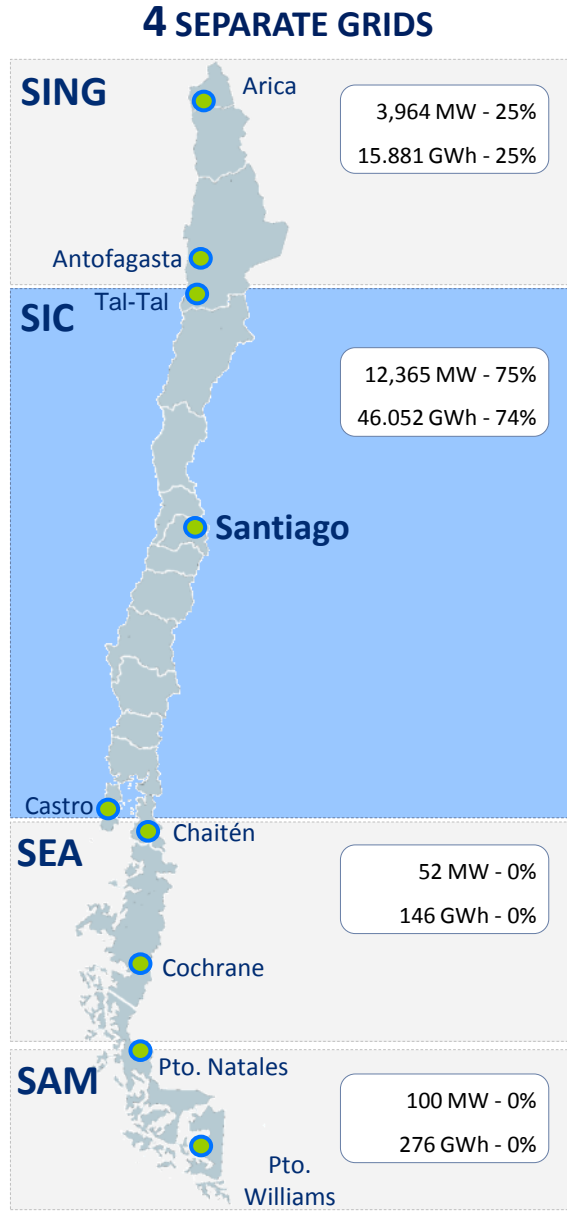 4 SEPARATE GRIDS
SING
Arica
3,964 MW - 25%
15.881 GWh - 25%
Antofagasta
Tal-Tal
SIC
12,365 MW - 75%
46.052 GWh - 74%
Santiago
Castro
Chaitén
SEA
52 MW - 0%
146 GWh - 0%
Cochrane
Pto. Natales
SAM
100 MW - 0%
276 GWh - 0%
Pto.
Williams